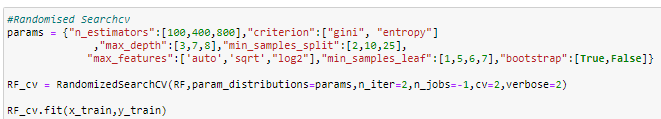 #Randomised Searchcv
params = {"n_estimators":[100,400,800],"criterion":["gini", "entropy"]
,"max_depth":[3,7,8],"min_samples_split":[2,10,25],
"max_features":['auto','sqrt',"log2"],"min_samples_leaf":[1,5,6,7],"bootstrap":[True,False]}
RF_cv = RandomizedSearchCV(RF,param_distributions=params,n_iter=2,n_jobs=-1,cv=2,verbose=2)
RF_cv.fit(x_train,y_train)